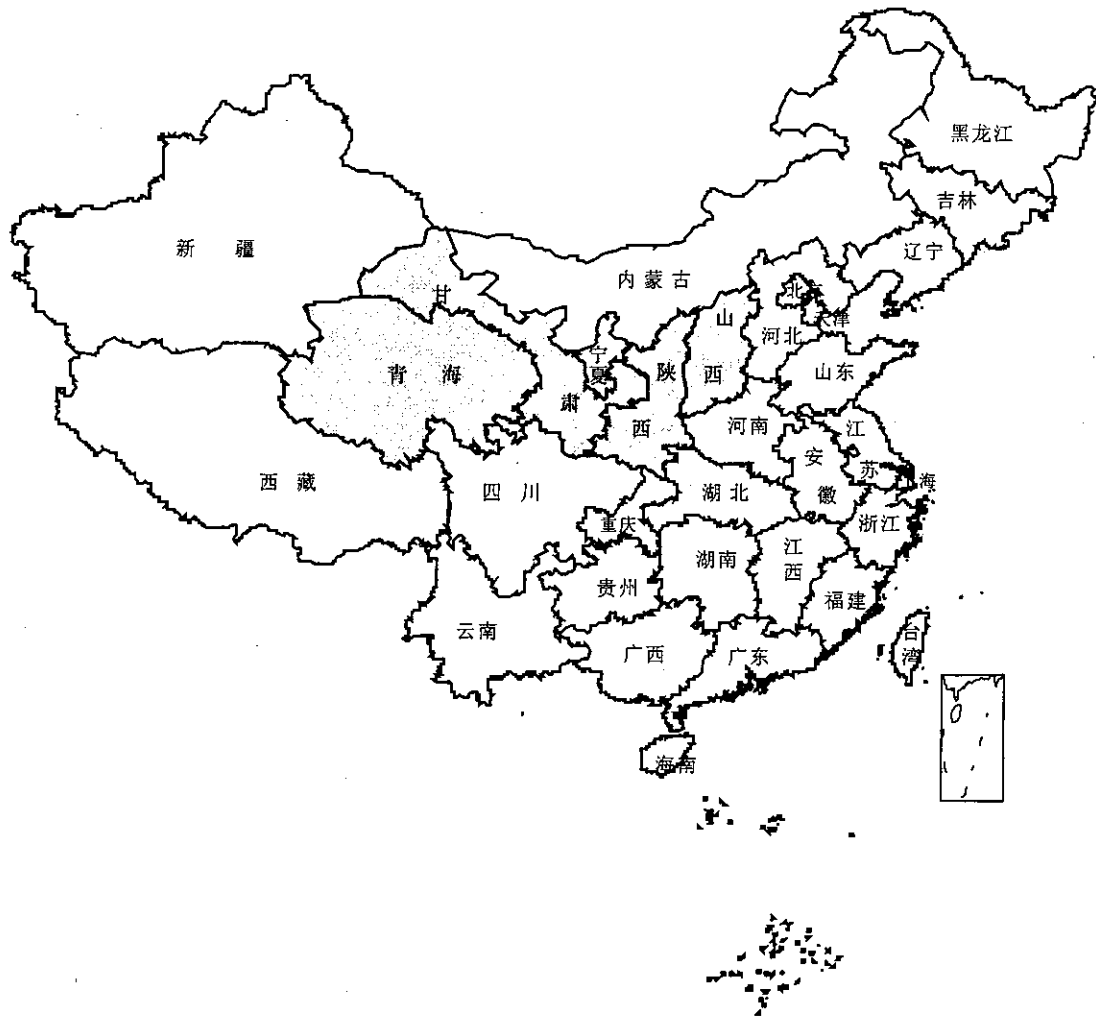 黑龙江
吉林
辽宁
新疆
内蒙古
甘肃
北京
天津
河北
山西
宁夏
陕西
山东
青海
河南
江苏
安徽
海
西藏
四川
湖北
重庆
浙江
湖南
江西
贵州
福建
云南
广西
广东
台湾
海南